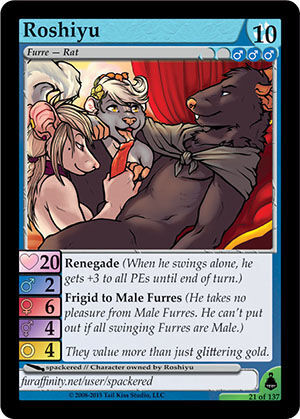 Roshiyu
10
Furre — Rat
20
Renegade (When he swings alone, he
gets +3 to all PEs until end of turn.)
2
6
4
Frigid to Male Furres (He takes no
pleasure from Male Furres. He can't put
out if all swinging Furres are Male.)
4
They value more than just glittering gold.
spackered // Character owned by Roshiyu
furaffinity.net/user/spackered
© 2008-2015 Tail Kiss Studio, LLC
21 of 137